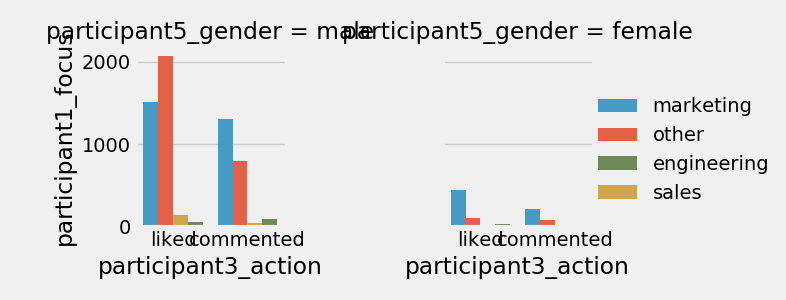 participant5_gender = male
participant5_gender = female
participant1_focus
2000
1000
0
liked
commented
participant3_action
liked
commented
participant3_action
marketing
other
engineering
sales